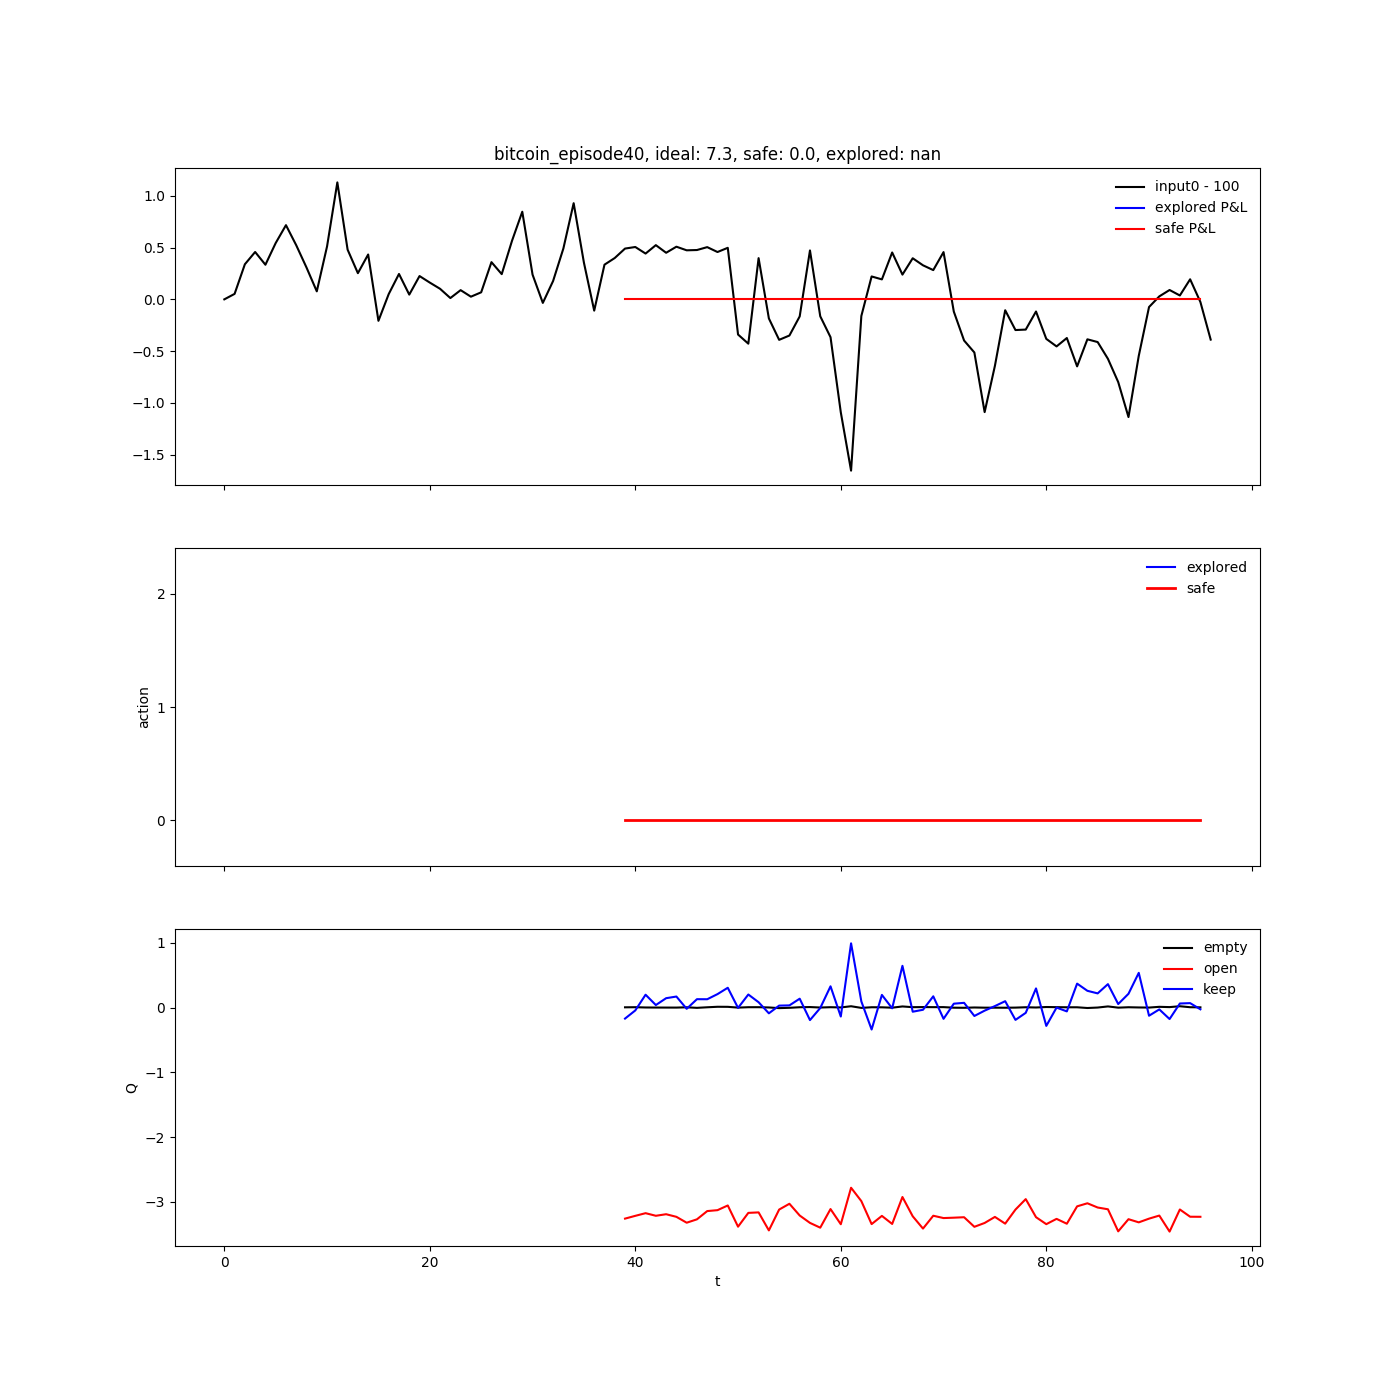 bitcoin_episode40, ideal: 7.3, safe: 0.0, explored: nan
1.0
0.5
0.0
−0.5
−1.0
−1.5
input0 - 100
explored P&L
safe P&L
2
1
0
action
explored
safe
1
0
−1
−2
−3
Q
empty
open
keep
0 20 40 60 80 100
t